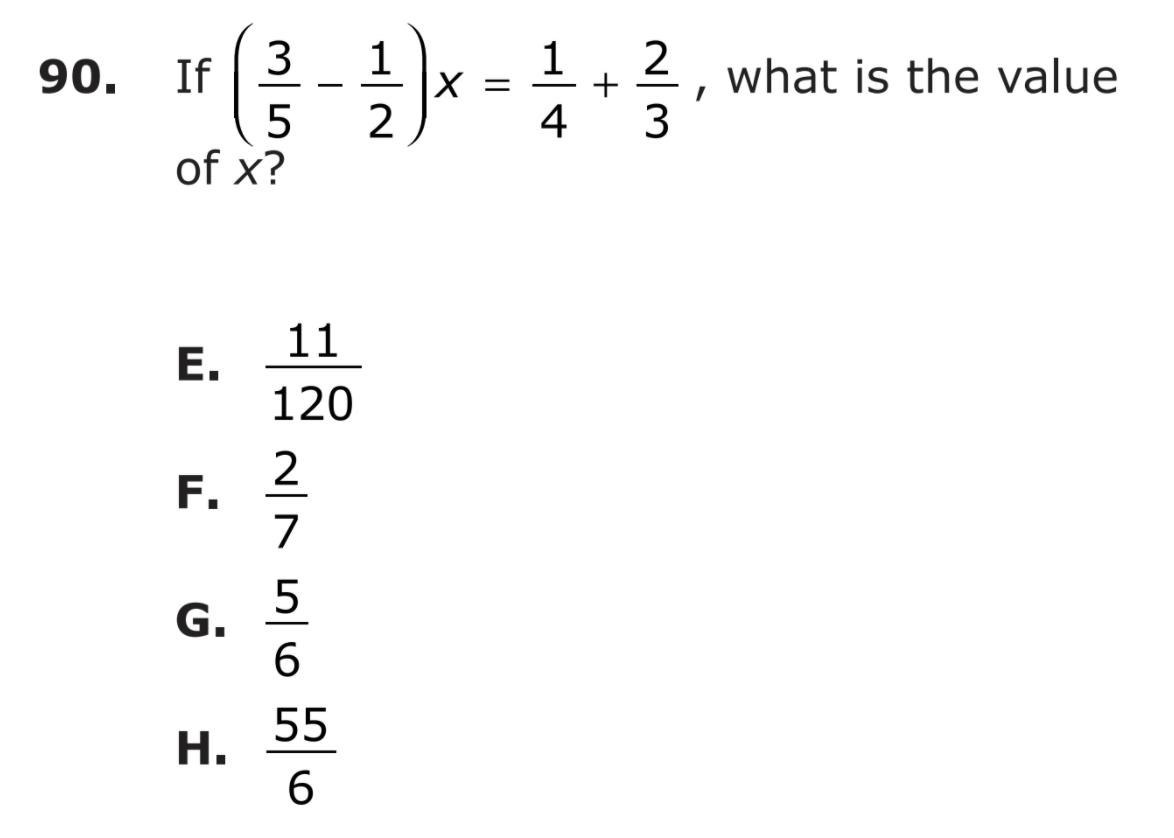 90. If (3/5 − 1/2)x = 1/4 + 2/3, what is the value
of x?
E. 11/120
F. 2/7
G. 5/6
H. 55/6